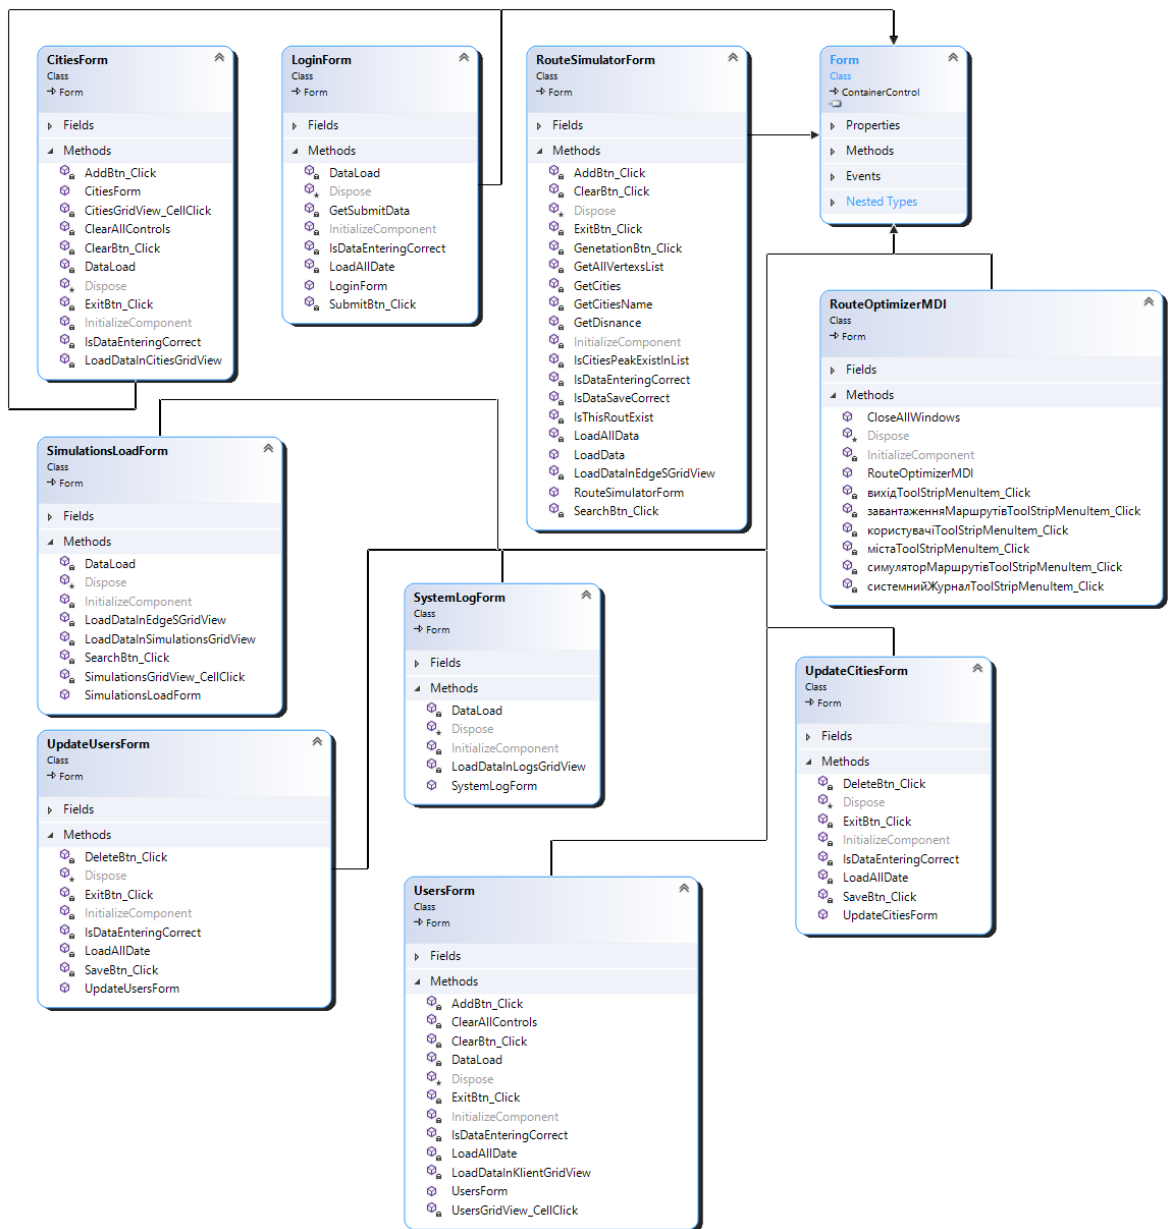 CitiesForm
Class
Form
Fields
Methods
AddBtn_Click
CitiesForm
CitiesGridView_CellClick
ClearAllControls
ClearBtn_Click
DataLoad
Dispose
ExitBtn_Click
InitializeComponent
IsDataEnteringCorrect
LoadDataInCitiesGridView
LoginForm
Class
Form
Fields
Methods
DataLoad
Dispose
GetSubmitData
InitializeComponent
IsDataEnteringCorrect
LoadAllDate
LoginForm
SubmitBtn_Click
RouteSimulatorForm
Class
Form
Fields
Methods
AddBtn_Click
ClearBtn_Click
Dispose
ExitBtn_Click
GenetationBtn_Click
GetAllVertexsList
GetCities
GetCitiesName
GetDisnance
InitializeComponent
IsCitiesPeakExistInList
IsDataEnteringCorrect
IsDataSaveCorrect
IsThisRoutExist
LoadAllData
LoadData
LoadDataInEdgeSGridView
RouteSimulatorForm
SearchBtn_Click
Form
Class
ContainerControl
Properties
Methods
Events
Nested Types
RouteOptimizerMDI
Class
Form
Fields
Methods
CloseAllWindows
Dispose
InitializeComponent
RouteOptimizerMDI
вихідToolStripMenuItem_Click
завантаженняМаршрутівToolStripMenuItem_Click
користувачіToolStripMenuItem_Click
містаToolStripMenuItem_Click
симуляторМаршрутівToolStripMenuItem_Click
системнийЖурналToolStripMenuItem_Click
SimulationsLoadForm
Class
Form
Fields
Methods
DataLoad
Dispose
InitializeComponent
LoadDataInEdgeSGridView
LoadDataInSimulationsGridView
SearchBtn_Click
SimulationsGridView_CellClick
SimulationsLoadForm
SystemLogForm
Class
Form
Fields
Methods
DataLoad
Dispose
InitializeComponent
LoadDataInLogsGridView
SystemLogForm
UpdateCitiesForm
Class
Form
Fields
Methods
DeleteBtn_Click
Dispose
ExitBtn_Click
InitializeComponent
IsDataEnteringCorrect
LoadAllDate
SaveBtn_Click
UpdateCitiesForm
UpdateUsersForm
Class
Form
Fields
Methods
DeleteBtn_Click
Dispose
ExitBtn_Click
InitializeComponent
IsDataEnteringCorrect
LoadAllDate
SaveBtn_Click
UpdateUsersForm
UsersForm
Class
Form
Fields
Methods
AddBtn_Click
ClearAllControls
ClearBtn_Click
DataLoad
Dispose
ExitBtn_Click
InitializeComponent
IsDataEnteringCorrect
LoadAllDate
LoadDataInKlientGridView
UsersForm
UsersGridView_CellClick